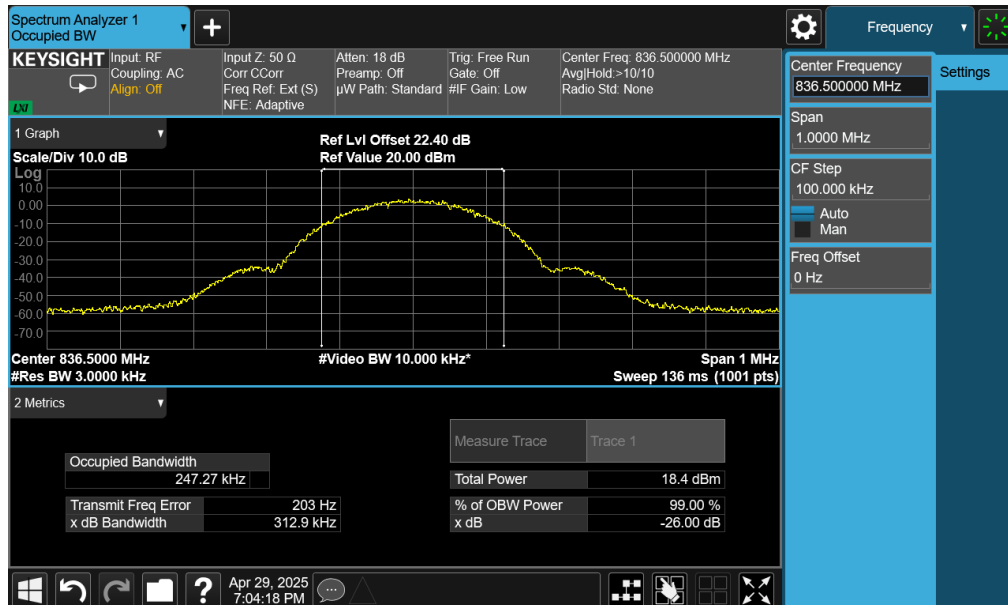 Spectrum Analyzer 1
Occupied BW
+
Frequency
KEYSIGHT
LXI
Input: RF
Coupling: AC
Align: Off
Input Z: 50 Ω
Corr CCorr
Freq Ref: Ext (S)
NFE: Adaptive
Atten: 18 dB
Preamp: Off
µW Path: Standard
Trig: Free Run
Gate: Off
#IF Gain: Low
Center Freq: 836.500000 MHz
Avg|Hold:>10/10
Radio Std: None
Center Frequency
836.500000 MHz
Settings
Span
1.0000 MHz
CF Step
100.000 kHz
Auto
Man
Freq Offset
0 Hz
1 Graph
Scale/Div 10.0 dB
Ref Lvl Offset 22.40 dB
Ref Value 20.00 dBm
Log
10.0
0.00
-10.0
-20.0
-30.0
-40.0
-50.0
-60.0
-70.0
Center 836.5000 MHz
#Video BW 10.000 kHz*
Span 1 MHz
#Res BW 3.0000 kHz
Sweep 136 ms (1001 pts)
2 Metrics
Measure Trace Trace 1
Occupied Bandwidth
247.27 kHz
Total Power 18.4 dBm
Transmit Freq Error 203 Hz
% of OBW Power 99.00 %
x dB Bandwidth 312.9 kHz
x dB -26.00 dB
?
Apr 29, 2025
7:04:18 PM